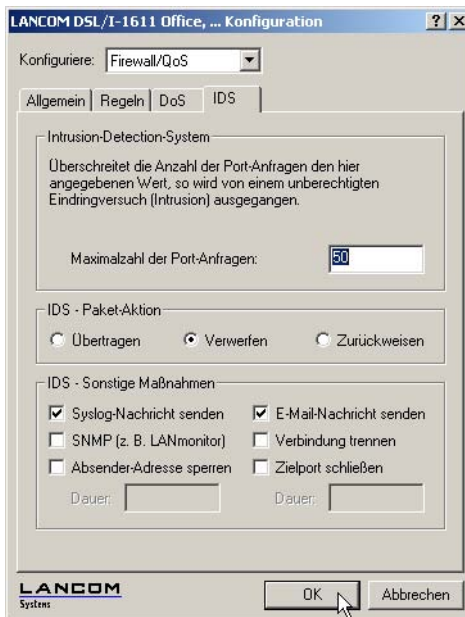 LANCOM DSL/I-1611 Office, ... Konfiguration
Konfiguriere: Firewall/QoS
Allgemein Regeln DoS IDS
Intrusion-Detection-System
Überschreitet die Anzahl der Port-Anfragen den hier
angegebenen Wert, so wird von einem unberechtigten
Eindringversuch (Intrusion) ausgegangen.
Maximalzahl der Port-Anfragen: 50
IDS - Paket-Aktion
Übertragen Verwerfen Zurückweisen
IDS - Sonstige Maßnahmen
Syslog-Nachricht senden E-Mail-Nachricht senden
SNMP (z. B. LANmonitor) Verbindung trennen
Absender-Adresse sperren Zielport schließen
Dauer: Dauer:
LANCOM
Systems
OK Abbrechen